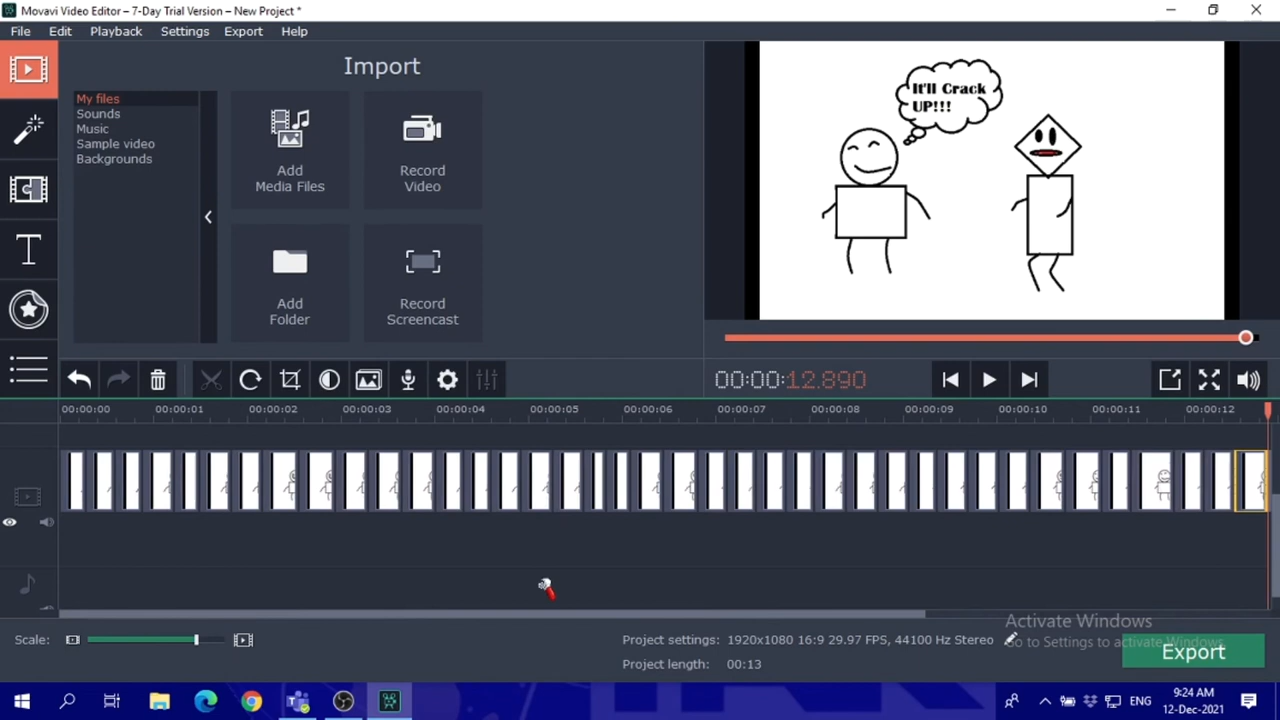 Movavi Video Editor – 7-Day Trial Version – New Project *
File Edit Playback Settings Export Help
Import
My files
Sounds
Music
Sample video
Backgrounds
Add
Media Files
Record
Video
Add
Folder
Record
Screencast
It'll Crack
UP!!!
00:00:12.890
00:00:00 00:00:01 00:00:02 00:00:03 00:00:04 00:00:05 00:00:06 00:00:07 00:00:08 00:00:09 00:00:10 00:00:11 00:00:12
Scale:
Project settings: 1920x1080 16:9 29.97 FPS, 44100 Hz Stereo
Project length: 00:13
Activate Windows
Go to Settings to activate Windows.
Export
ENG
9:24 AM
12-Dec-2021